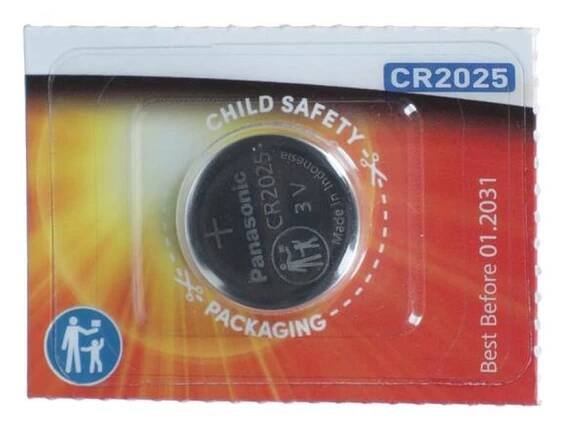 CR2025
CHILD SAFETY
Panasonic
CR2025
3 V
Made in Indonesia
+
PACKAGING
Best Before 01.2031